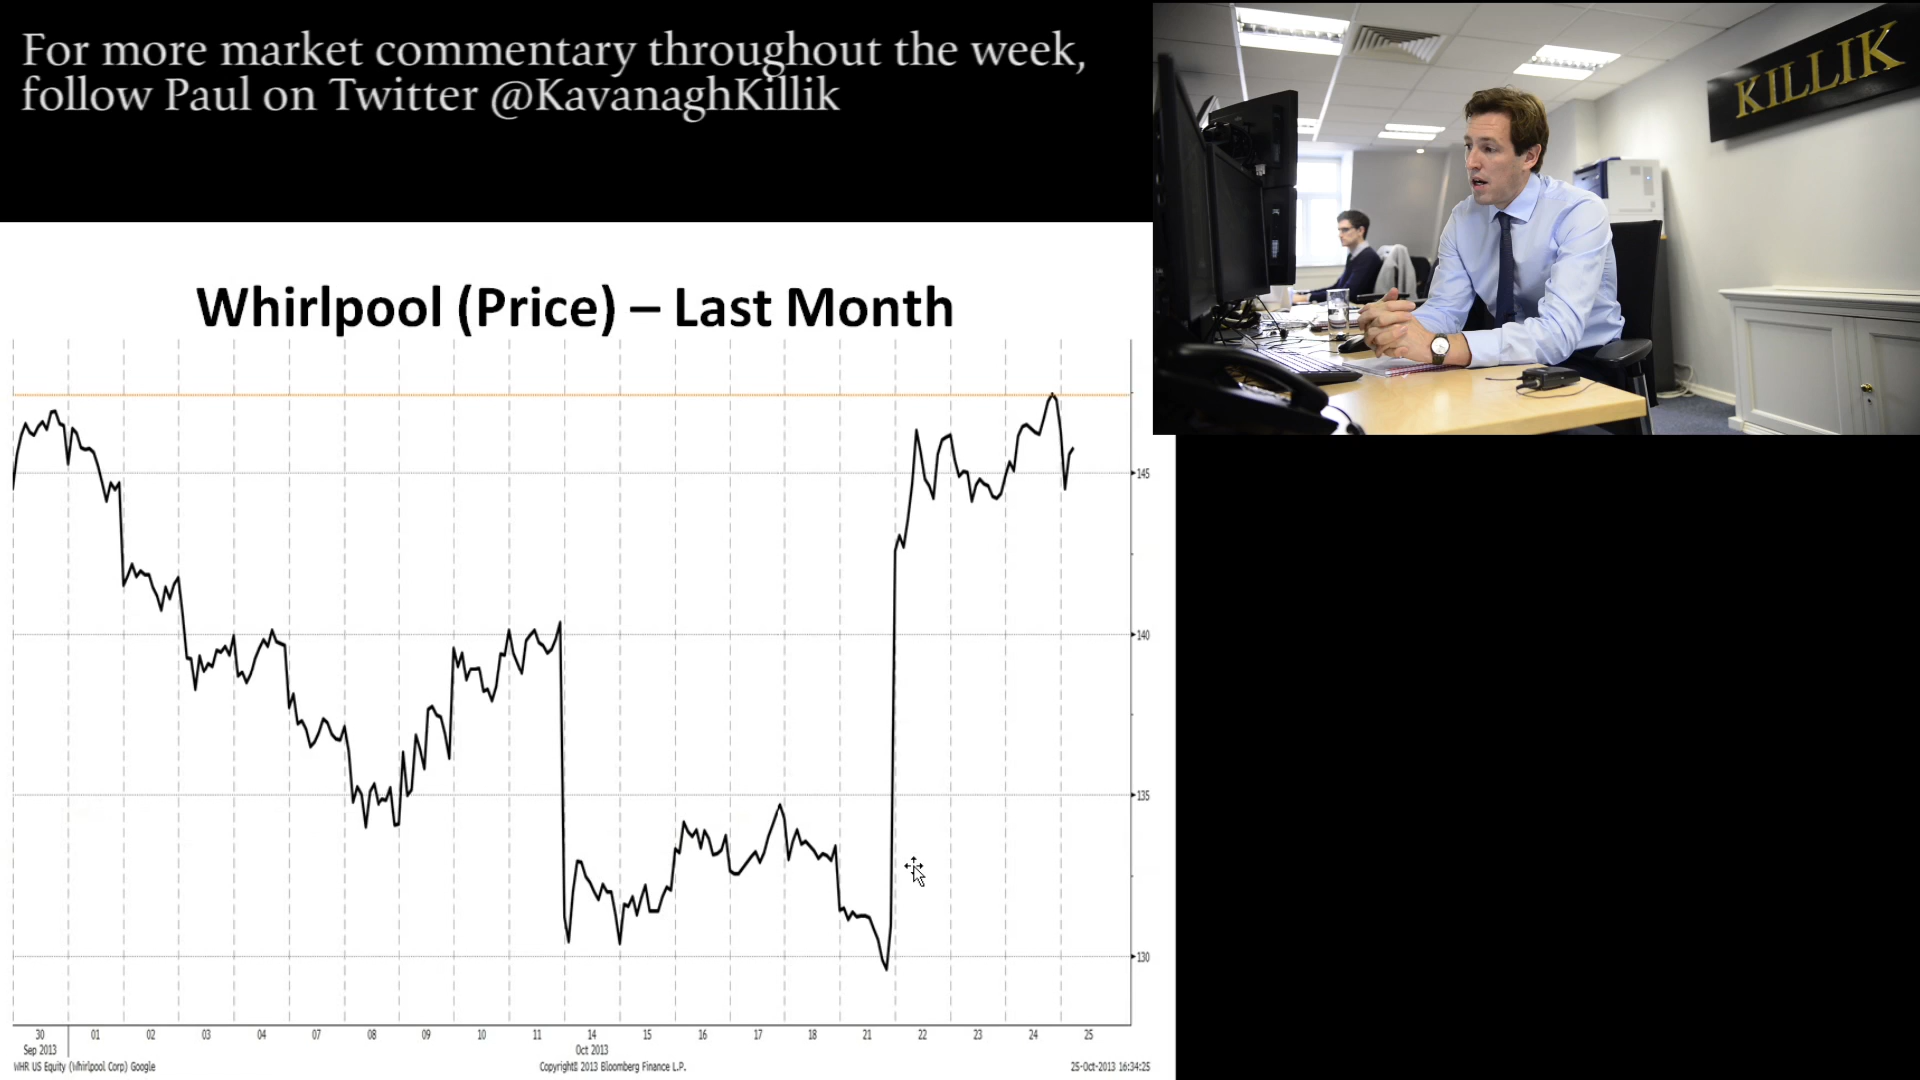 For more market commentary throughout the week,
follow Paul on Twitter @KavanaghKillik
KILLIK
Whirlpool (Price) – Last Month
145
140
135
130
30 01 02 03 04 07 08 09 10 11 14 15 16 17 18 21 22 23 24 25
Sep 2013 Oct 2013
WHR US Equity (Whirlpool Corp) Google Copyright© 2013 Bloomberg Finance L.P. 25-Oct-2013 16:34:25